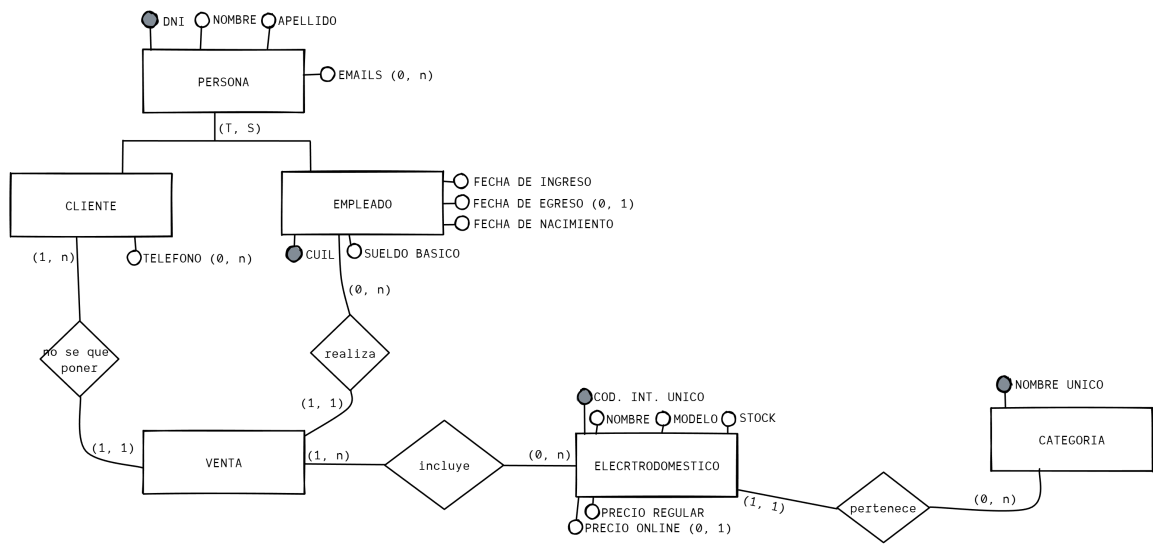 DNI
NOMBRE
APELLIDO
PERSONA
EMAILS (0, n)
(T, S)
CLIENTE
EMPLEADO
FECHA DE INGRESO
FECHA DE EGRESO (0, 1)
FECHA DE NACIMIENTO
(1, n)
TELEFONO (0, n)
CUIL
SUELDO BASICO
(0, n)
no se que
poner
realiza
(1, 1)
(1, 1)
VENTA
(1, n)
incluye
(0, n)
COD. INT. UNICO
NOMBRE
MODELO
STOCK
ELECRTRODOMESTICO
PRECIO REGULAR
PRECIO ONLINE (0, 1)
(1, 1)
pertenece
(0, n)
NOMBRE UNICO
CATEGORIA